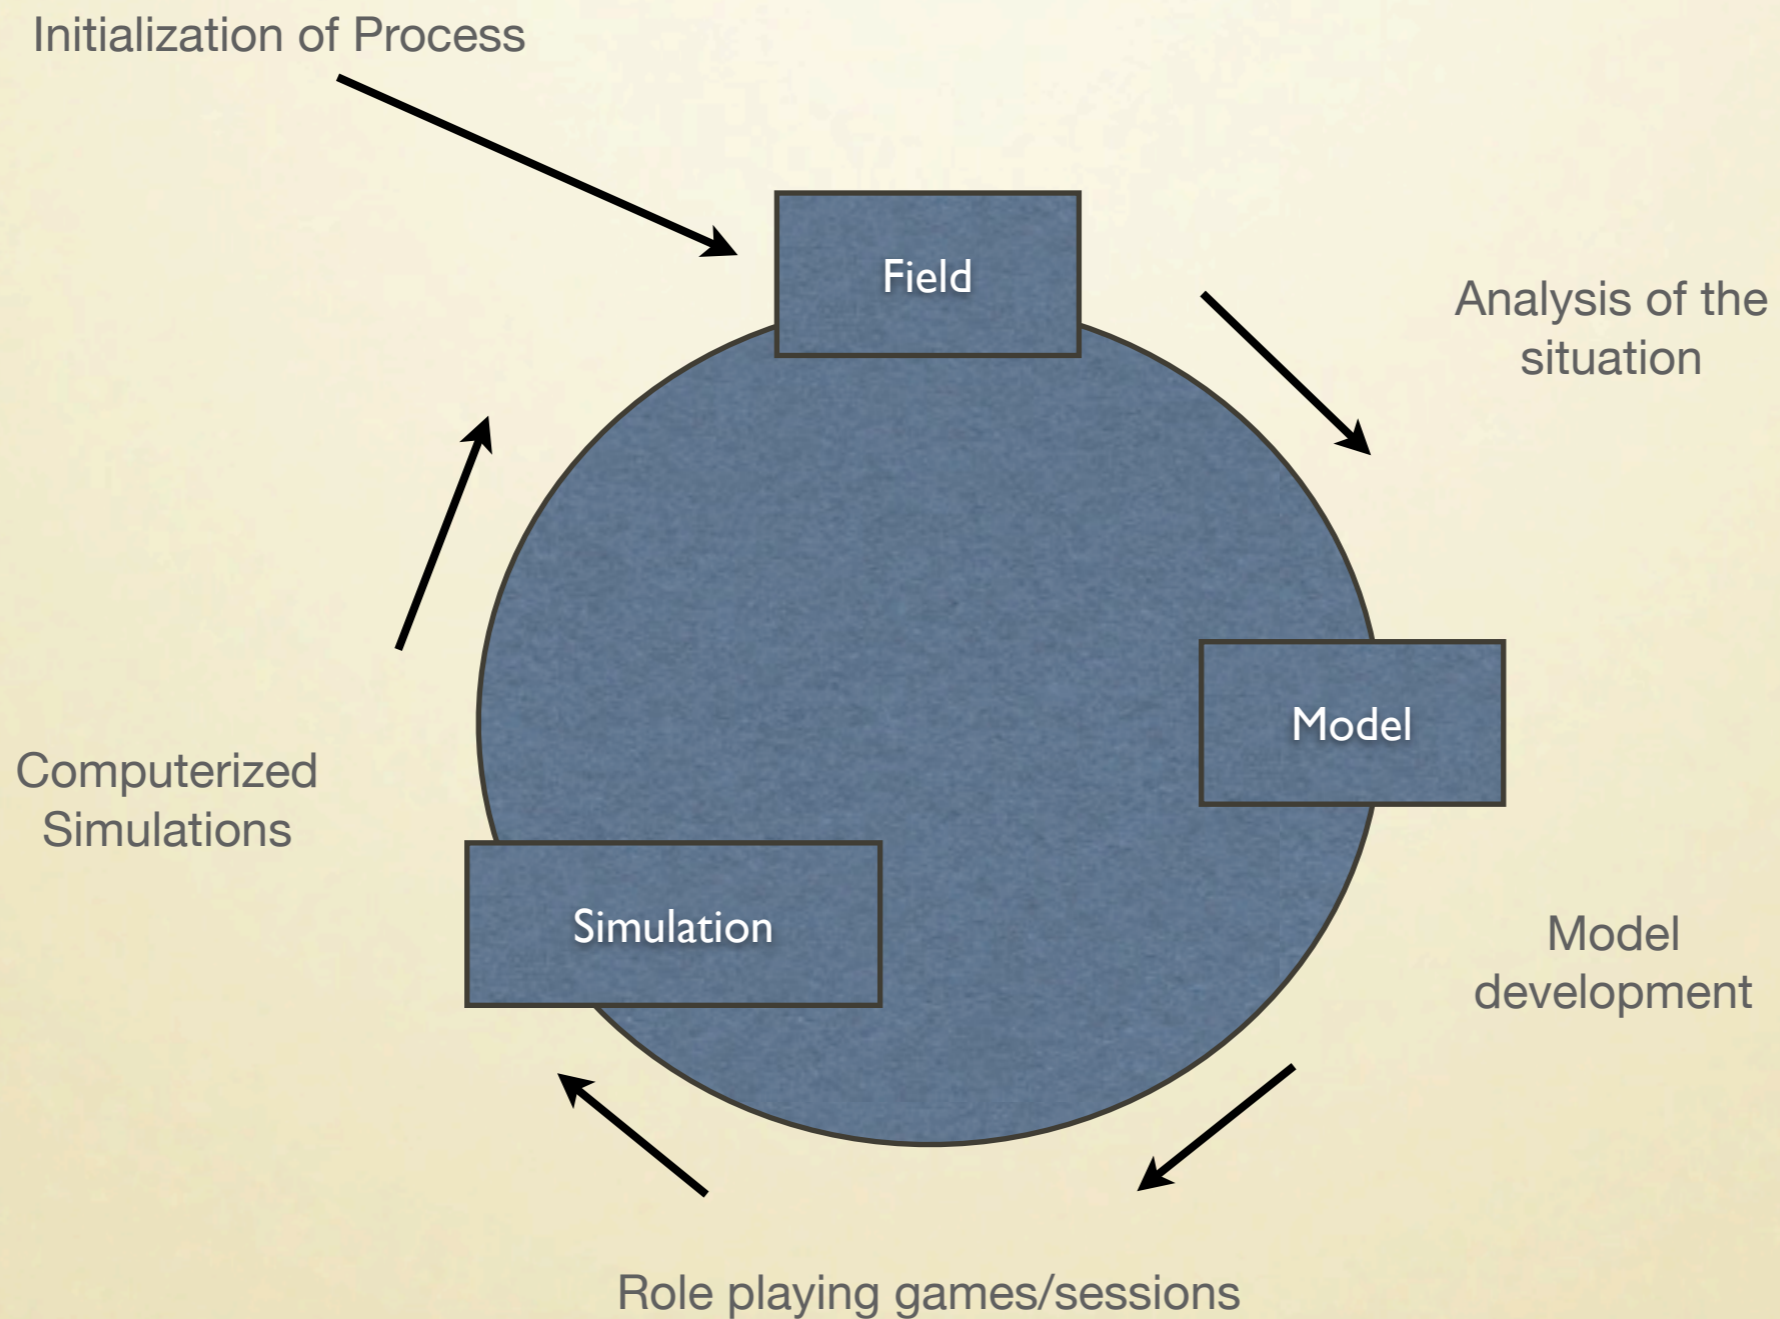 Initialization of Process
Field
Analysis of the
situation
Model
Computerized
Simulations
Simulation
Model
development
Role playing games/sessions